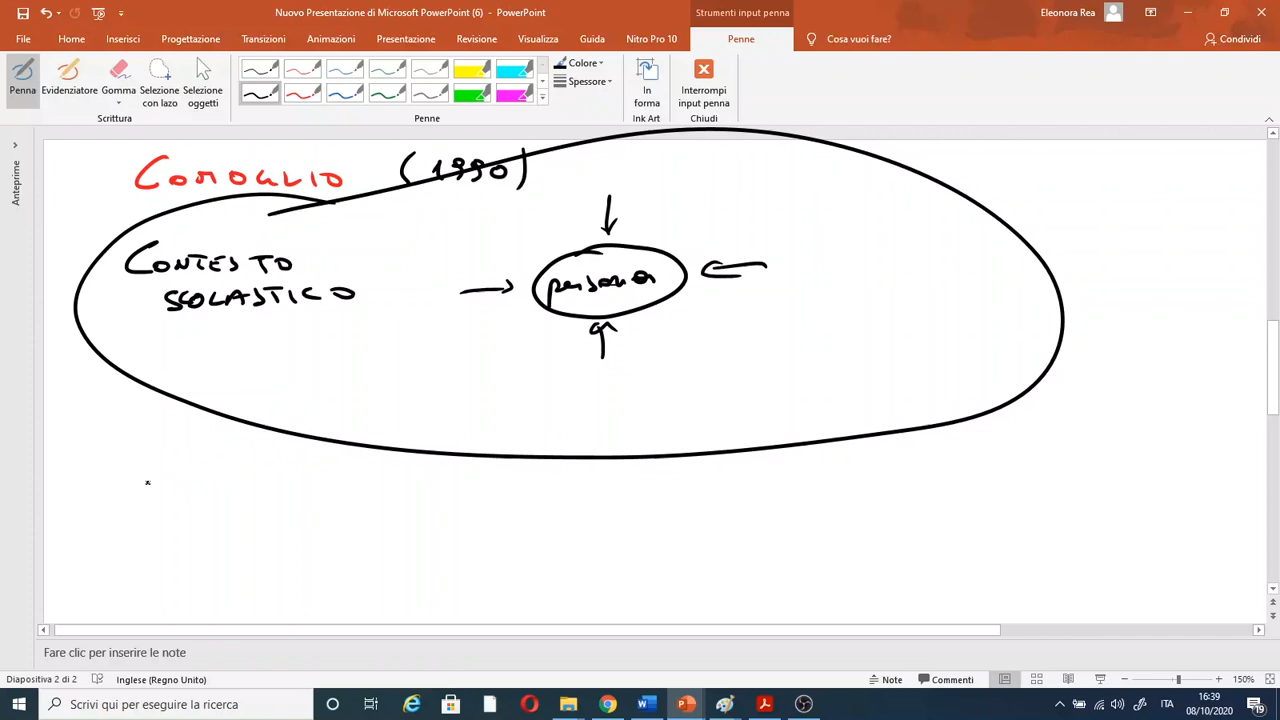 Nuovo Presentazione di Microsoft PowerPoint (6) - PowerPoint
Strumenti input penna
Eleonora Rea
File Home Inserisci Progettazione Transizioni Animazioni Presentazione Revisione Visualizza Guida Nitro Pro 10 Penne Cosa vuoi fare? Condividi
Penna Evidenziatore Gomma Selezione con lazo Selezione oggetti
Colore
Spessore
In forma
Interrompi input penna
Scrittura Penne Ink Art Chiudi
Anteprime
COMOGLIO (1990)
CONTESTO
SCOLASTICO
persona
Fare clic per inserire le note
Diapositiva 2 di 2 Inglese (Regno Unito) Note Commenti 150%
Scrivi qui per eseguire la ricerca
ITA
16:39
08/10/2020
19